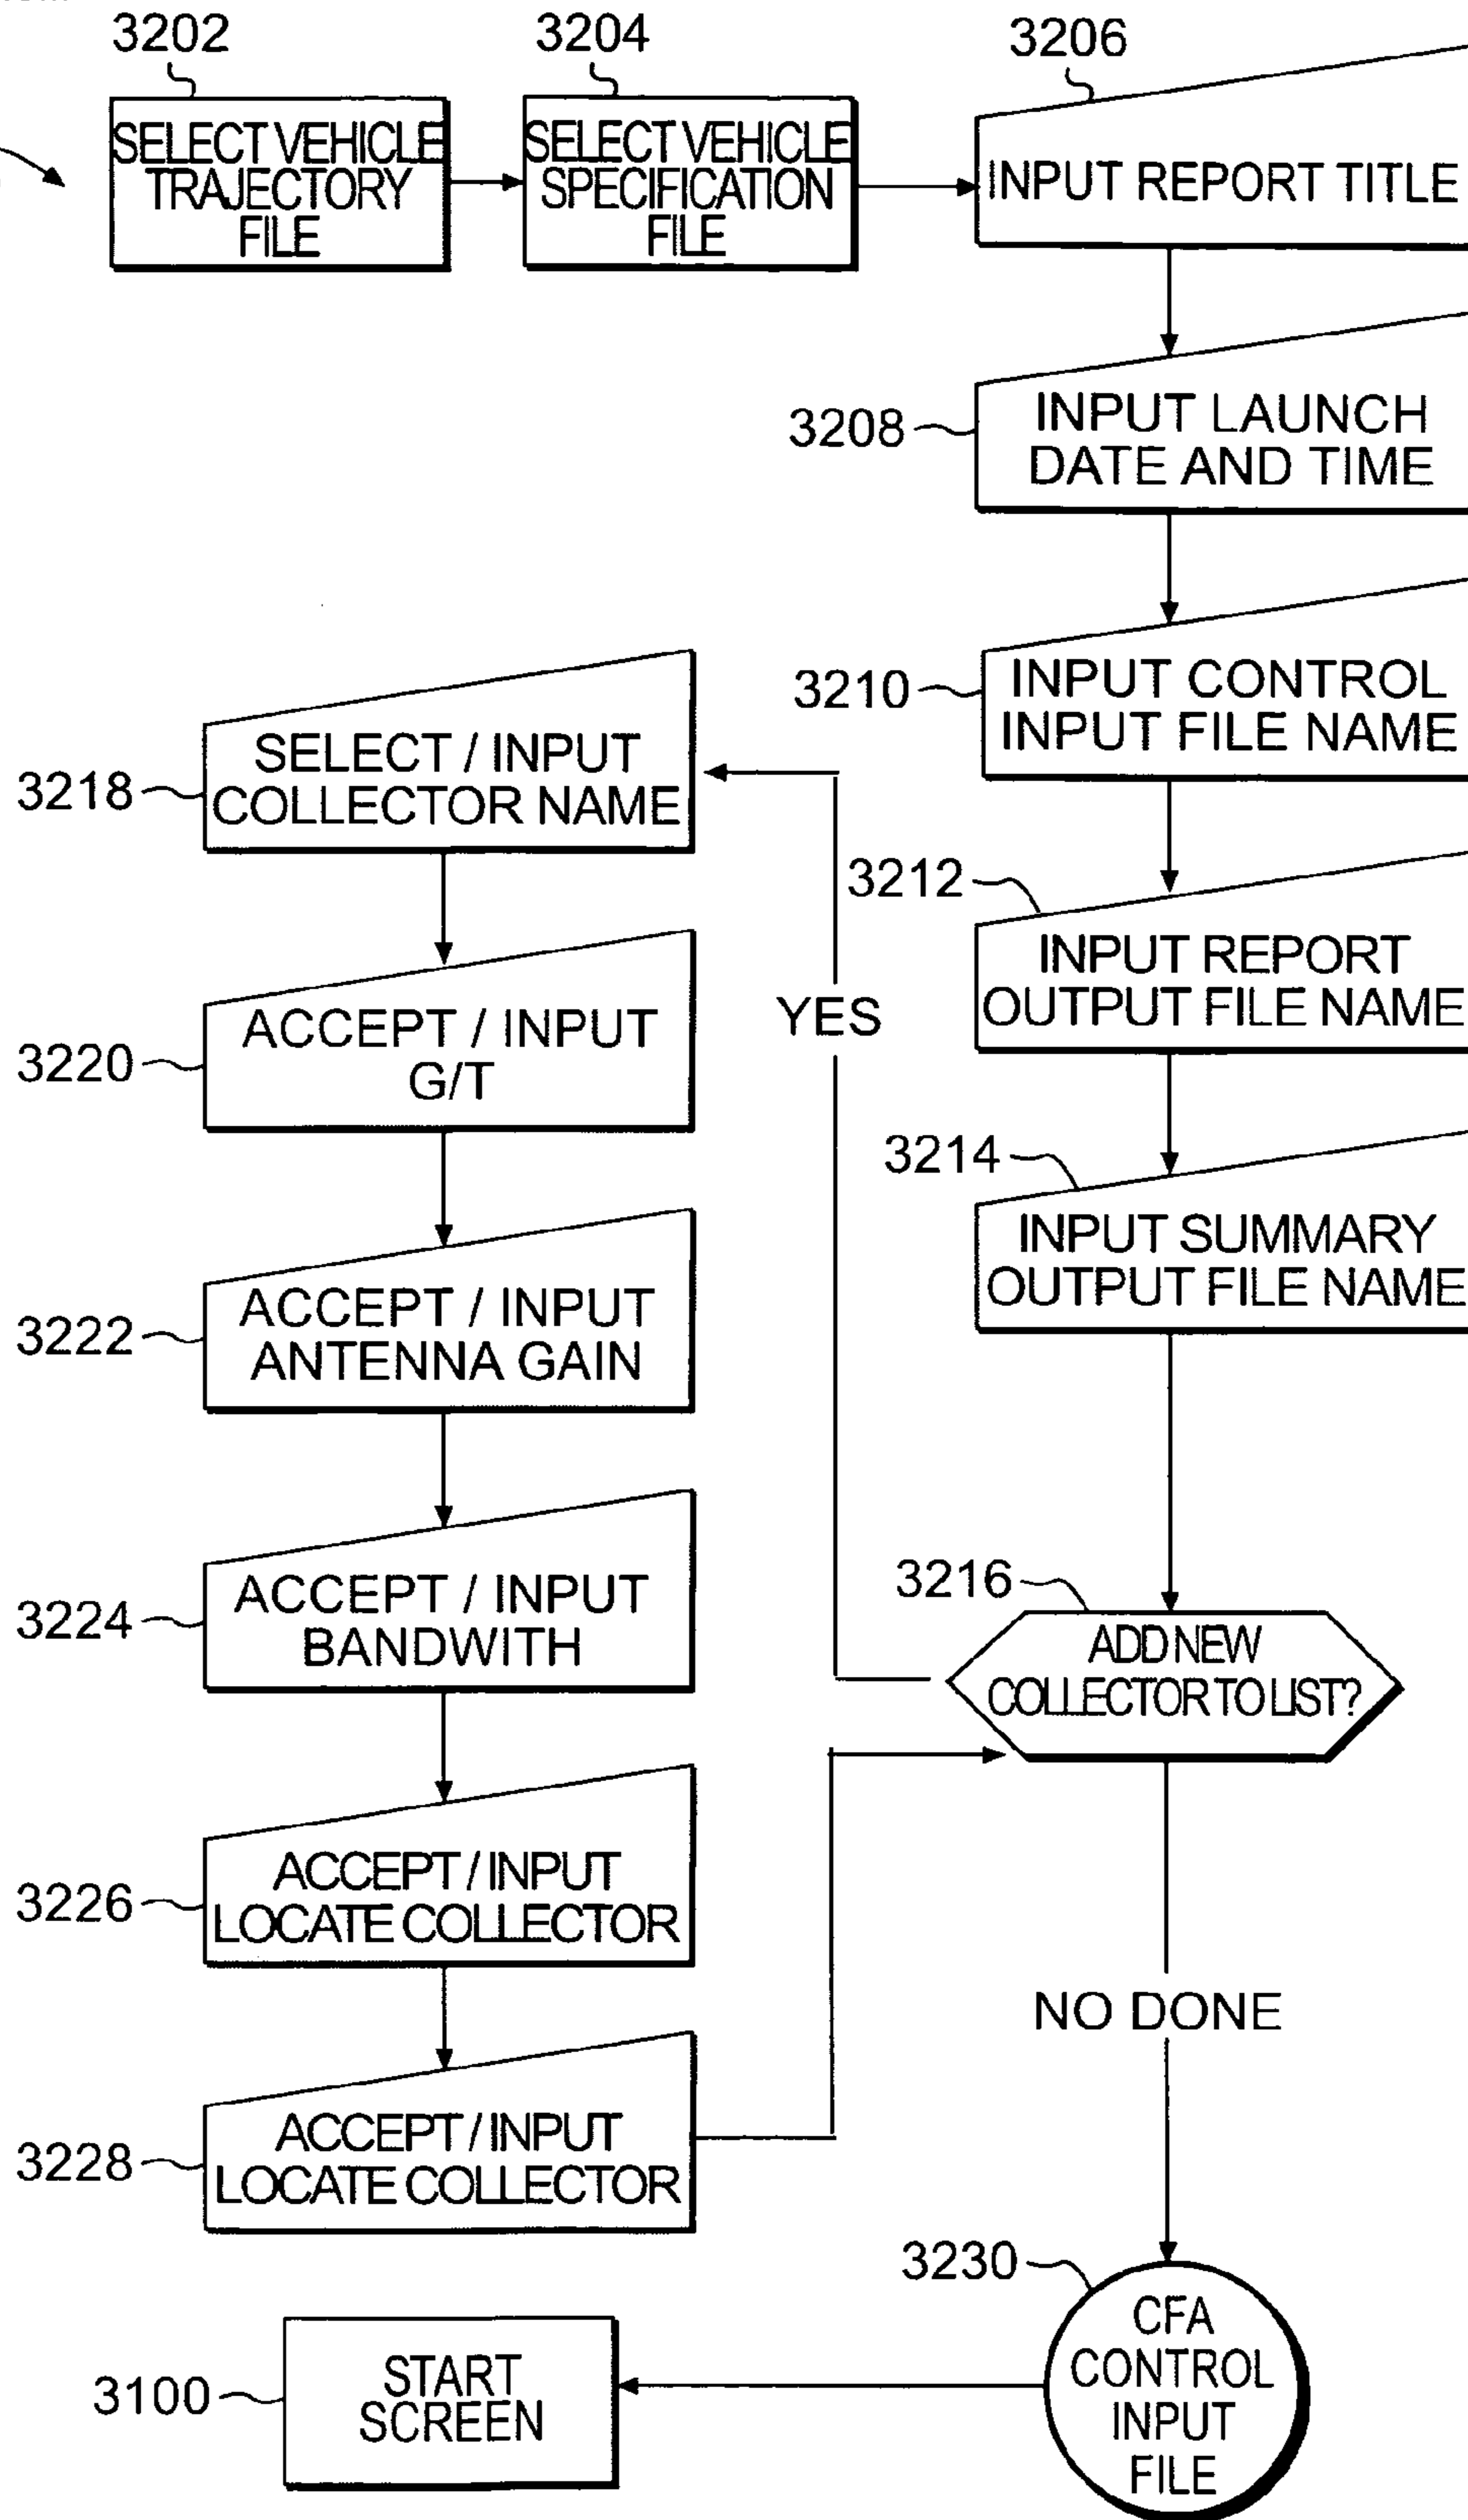 3202
SELECT VEHICLE
TRAJECTORY
FILE
3204
SELECT VEHICLE
SPECIFICATION
FILE
3206
INPUT REPORT TITLE
3208
INPUT LAUNCH
DATE AND TIME
3210
INPUT CONTROL
INPUT FILE NAME
3212
INPUT REPORT
OUTPUT FILE NAME
3214
INPUT SUMMARY
OUTPUT FILE NAME
3216
ADD NEW
COLLECTOR TO LIST?
YES
3218
SELECT / INPUT
COLLECTOR NAME
3220
ACCEPT / INPUT
G/T
3222
ACCEPT / INPUT
ANTENNA GAIN
3224
ACCEPT / INPUT
BANDWITH
3226
ACCEPT / INPUT
LOCATE COLLECTOR
3228
ACCEPT / INPUT
LOCATE COLLECTOR
NO DONE
3230
CFA
CONTROL
INPUT
FILE
3100
START
SCREEN